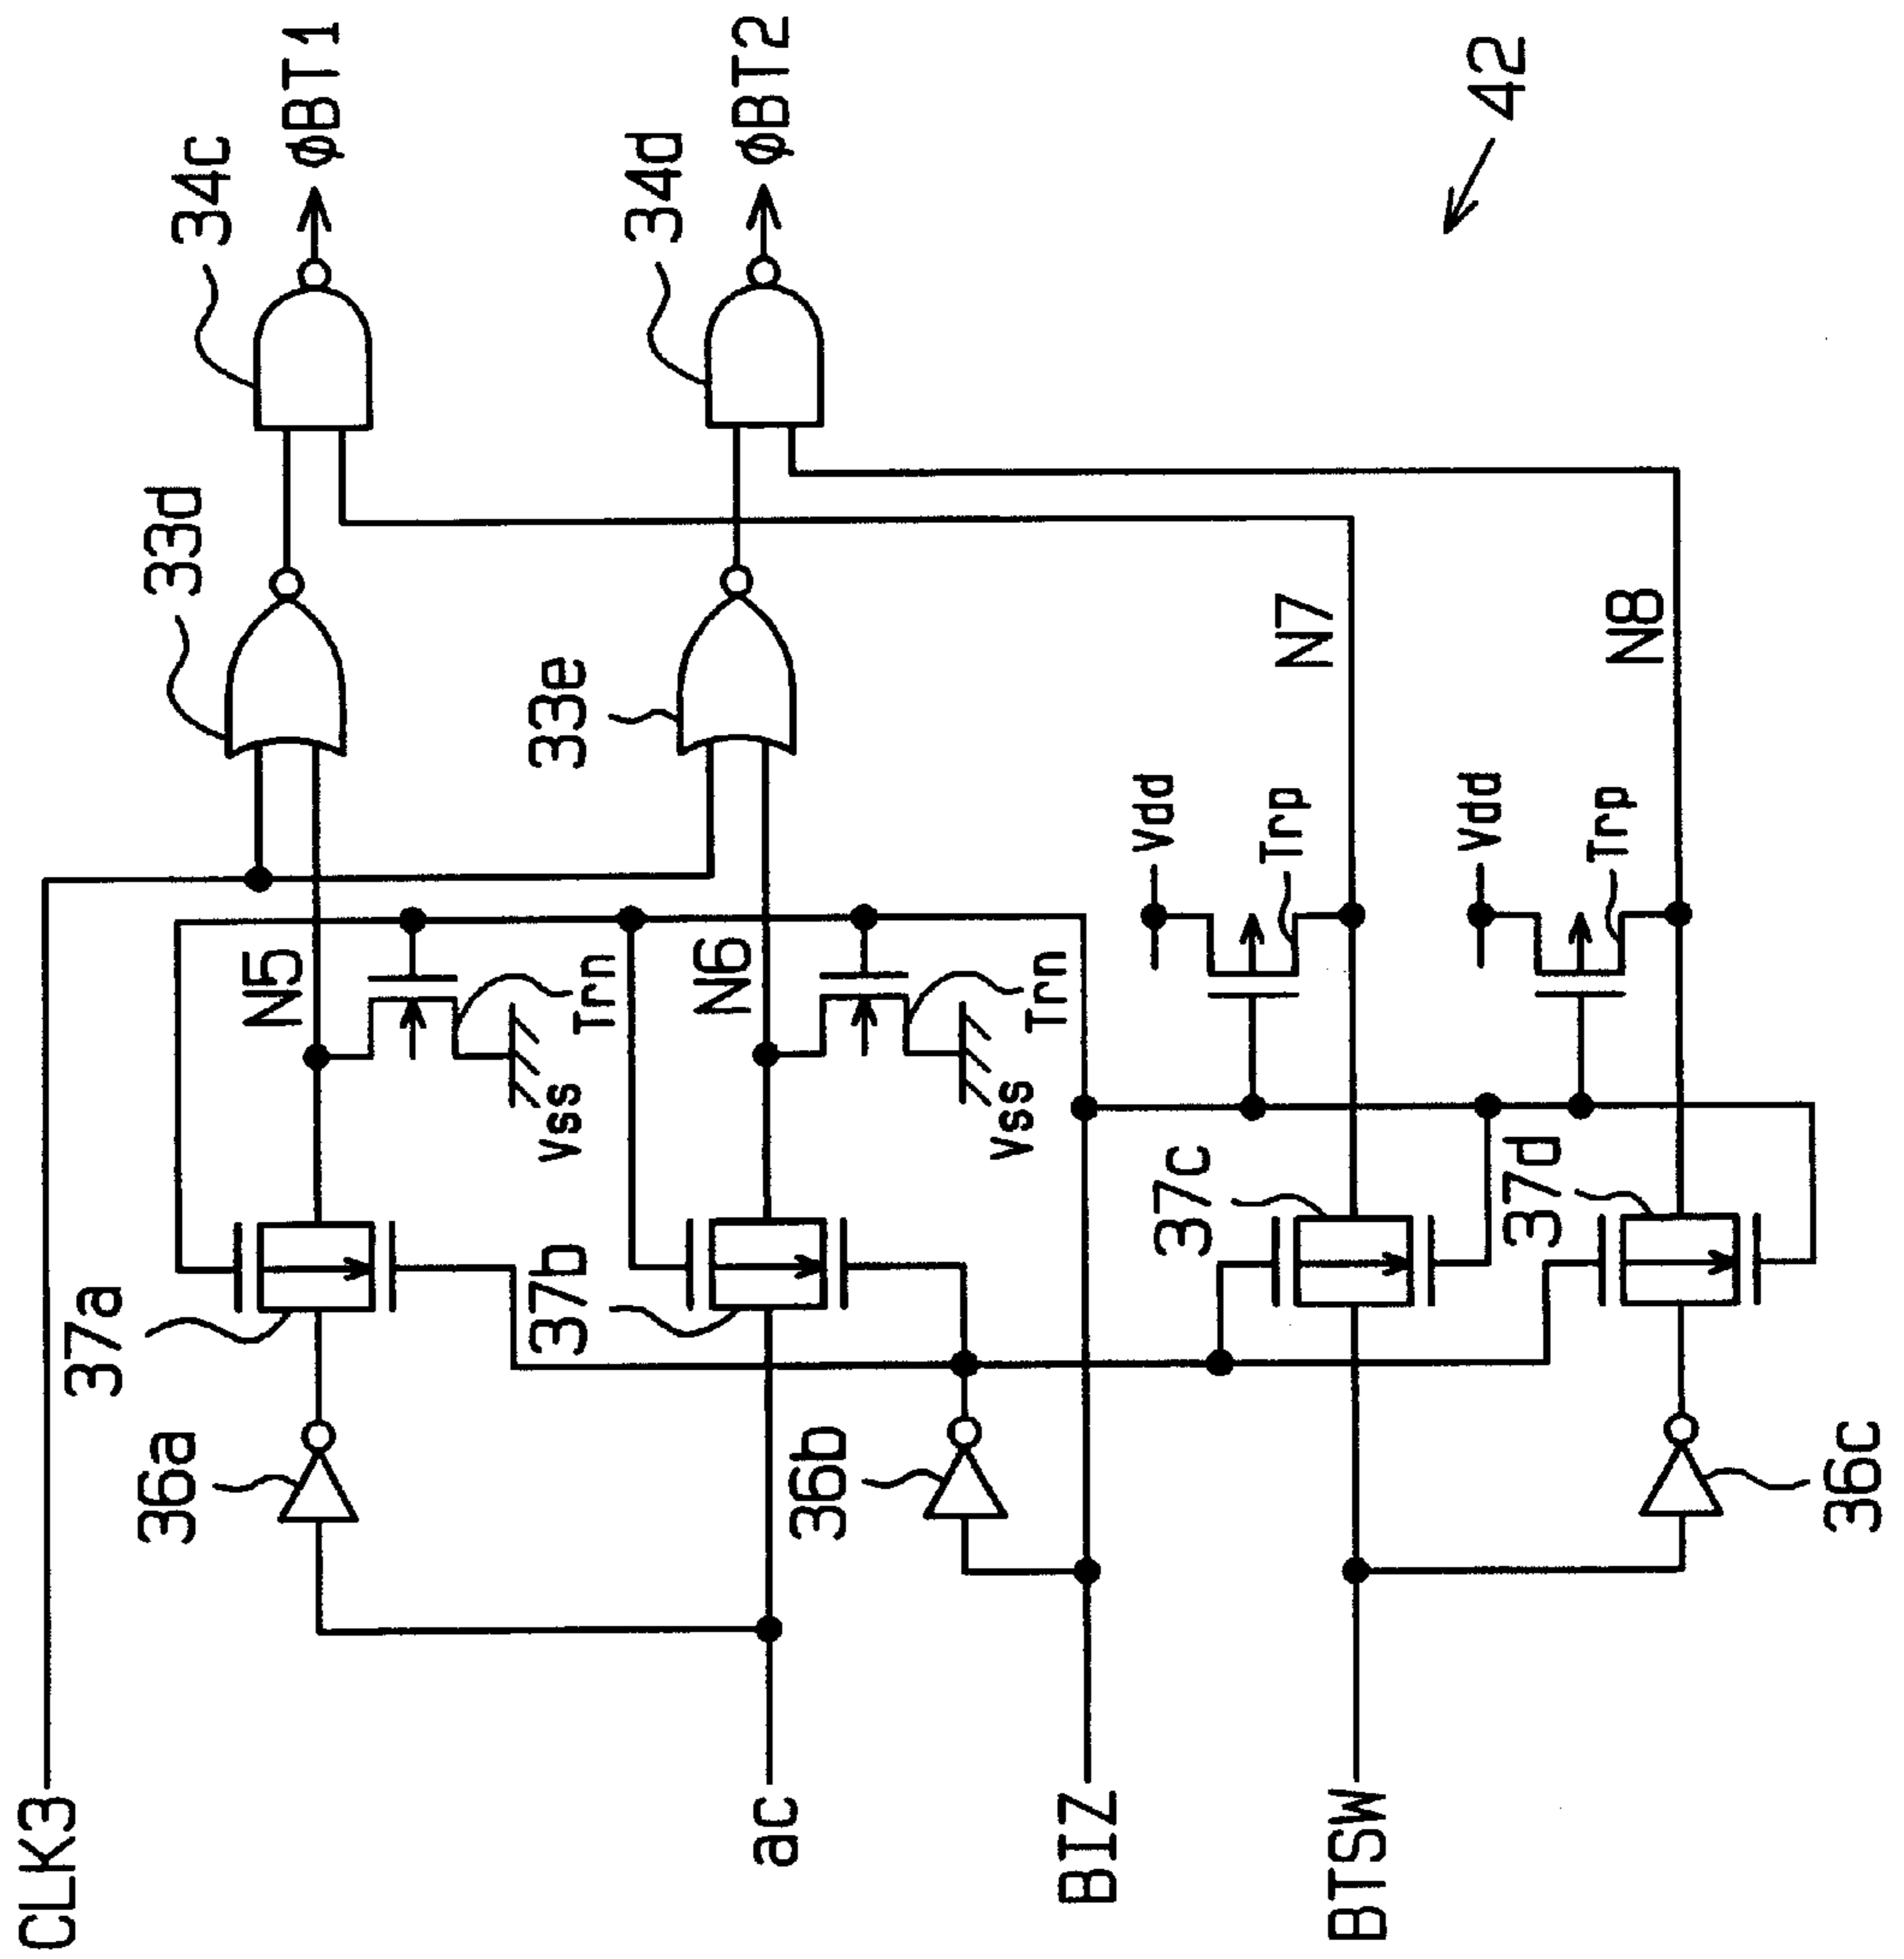 CLK3
ac
BIZ
BTSW
36a
36b
36c
37a
37b
37c
37d
N5
N6
N7
N8
Trn
Vss
Trn
Vss
Vdd
Trp
Vdd
Trp
33d
33e
34c
34d
φBT1
φBT2
42